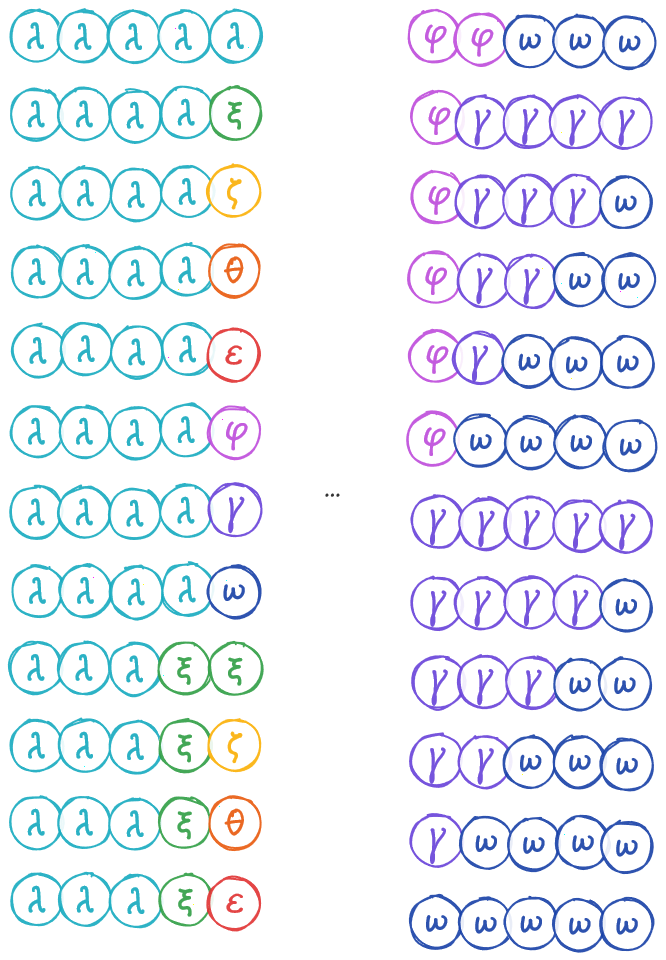 λ λ λ λ λ
λ λ λ λ ξ
λ λ λ λ ζ
λ λ λ λ θ
λ λ λ λ ε
λ λ λ λ φ
λ λ λ λ γ
λ λ λ λ ω
λ λ λ ξ ξ
λ λ λ ξ ζ
λ λ λ ξ θ
λ λ λ ξ ε
...
φ φ ω ω ω
φ γ γ γ γ
φ γ γ γ ω
φ γ γ ω ω
φ γ ω ω ω
φ ω ω ω ω
γ γ γ γ γ
γ γ γ γ ω
γ γ γ ω ω
γ γ ω ω ω
γ ω ω ω ω
ω ω ω ω ω